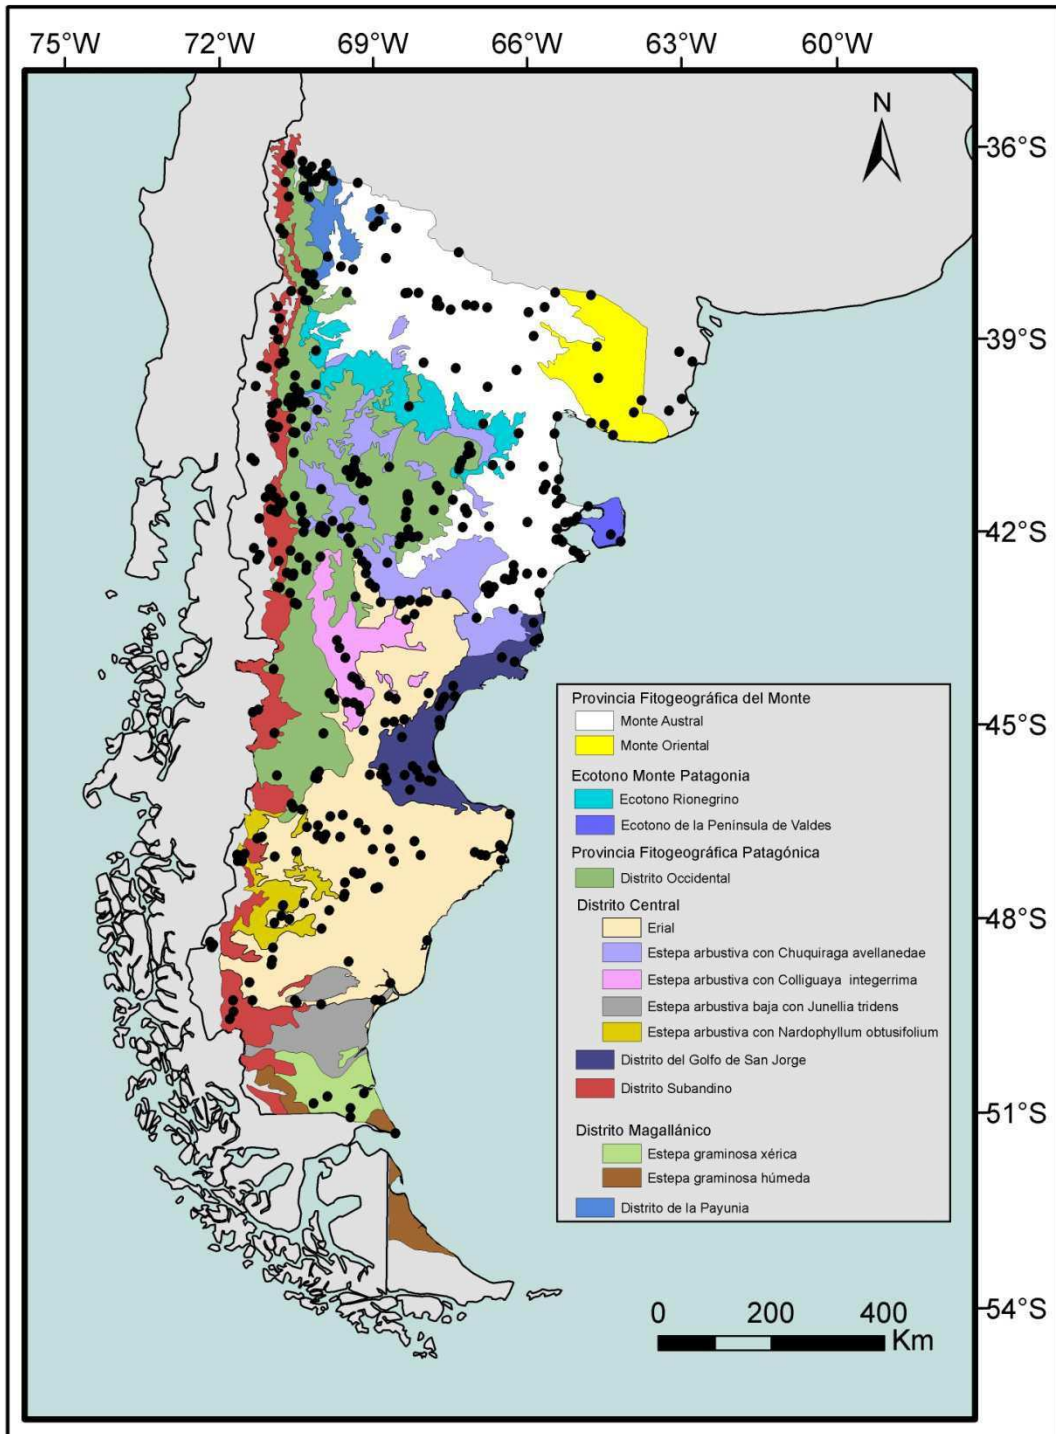 75°W 72°W 69°W 66°W 63°W 60°W
N
36°S
39°S
42°S
45°S
48°S
51°S
54°S
Provincia Fitogeográfica del Monte
Monte Austral
Monte Oriental
Ecotono Monte Patagonia
Ecotono Rionegrino
Ecotono de la Península de Valdes
Provincia Fitogeográfica Patagónica
Distrito Occidental
Distrito Central
Erial
Estepa arbustiva con Chuquiraga avellanedae
Estepa arbustiva con Colliguaya integerrima
Estepa arbustiva baja con Junellia tridens
Estepa arbustiva con Nardophyllum obtusifolium
Distrito del Golfo de San Jorge
Distrito Subandino
Distrito Magallánico
Estepa graminosa xérica
Estepa graminosa húmeda
Distrito de la Payunia
0 200 400
Km